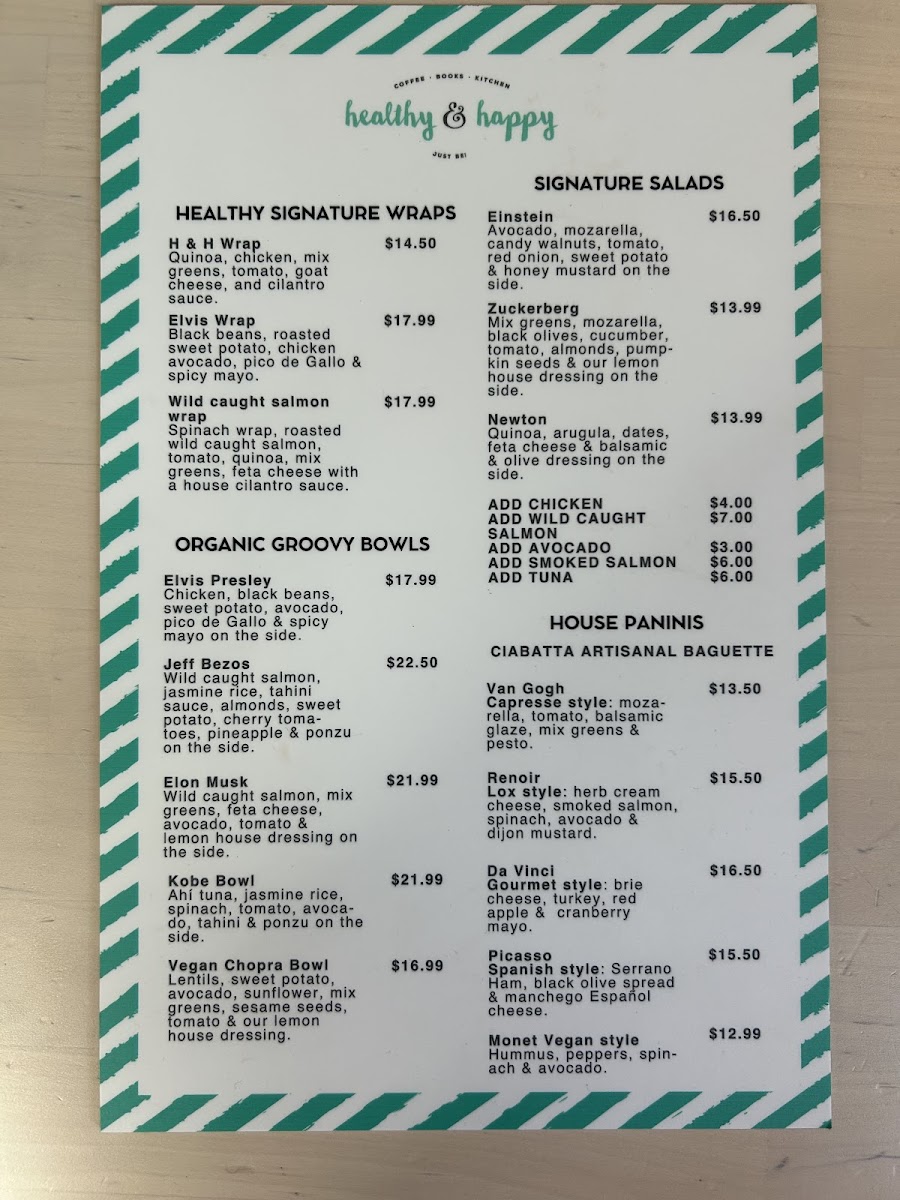 COFFEE · BOOKS · KITCHEN
healthy & happy
JUST BE!
HEALTHY SIGNATURE WRAPS
H & H Wrap $14.50
Quinoa, chicken, mix
greens, tomato, goat
cheese, and cilantro
sauce.
Elvis Wrap $17.99
Black beans, roasted
sweet potato, chicken
avocado, pico de Gallo &
spicy mayo.
Wild caught salmon $17.99
wrap
Spinach wrap, roasted
wild caught salmon,
tomato, quinoa, mix
greens, feta cheese with
a house cilantro sauce.
ORGANIC GROOVY BOWLS
Elvis Presley $17.99
Chicken, black beans,
sweet potato, avocado,
pico de Gallo & spicy
mayo on the side.
Jeff Bezos $22.50
Wild caught salmon,
jasmine rice, tahini
sauce, almonds, sweet
potato, cherry toma-
toes, pineapple & ponzu
on the side.
Elon Musk $21.99
Wild caught salmon, mix
greens, feta cheese,
avocado, tomato &
lemon house dressing on
the side.
Kobe Bowl $21.99
Ahí tuna, jasmine rice,
spinach, tomato, avoca-
do, tahini & ponzu on the
side.
Vegan Chopra Bowl $16.99
Lentils, sweet potato,
avocado, sunflower, mix
greens, sesame seeds,
tomato & our lemon
house dressing.
SIGNATURE SALADS
Einstein $16.50
Avocado, mozarella,
candy walnuts, tomato,
red onion, sweet potato
& honey mustard on the
side.
Zuckerberg $13.99
Mix greens, mozarella,
black olives, cucumber,
tomato, almonds, pump-
kin seeds & our lemon
house dressing on the
side.
Newton $13.99
Quinoa, arugula, dates,
feta cheese & balsamic
& olive dressing on the
side.
ADD CHICKEN $4.00
ADD WILD CAUGHT $7.00
SALMON
ADD AVOCADO $3.00
ADD SMOKED SALMON $6.00
ADD TUNA $6.00
HOUSE PANINIS
CIABATTA ARTISANAL BAGUETTE
Van Gogh $13.50
Capresse style: moza-
rella, tomato, balsamic
glaze, mix greens &
pesto.
Renoir $15.50
Lox style: herb cream
cheese, smoked salmon,
spinach, avocado &
dijon mustard.
Da Vinci $16.50
Gourmet style: brie
cheese, turkey, red
apple & cranberry
mayo.
Picasso $15.50
Spanish style: Serrano
Ham, black olive spread
& manchego Español
cheese.
Monet Vegan style $12.99
Hummus, peppers, spin-
ach & avocado.